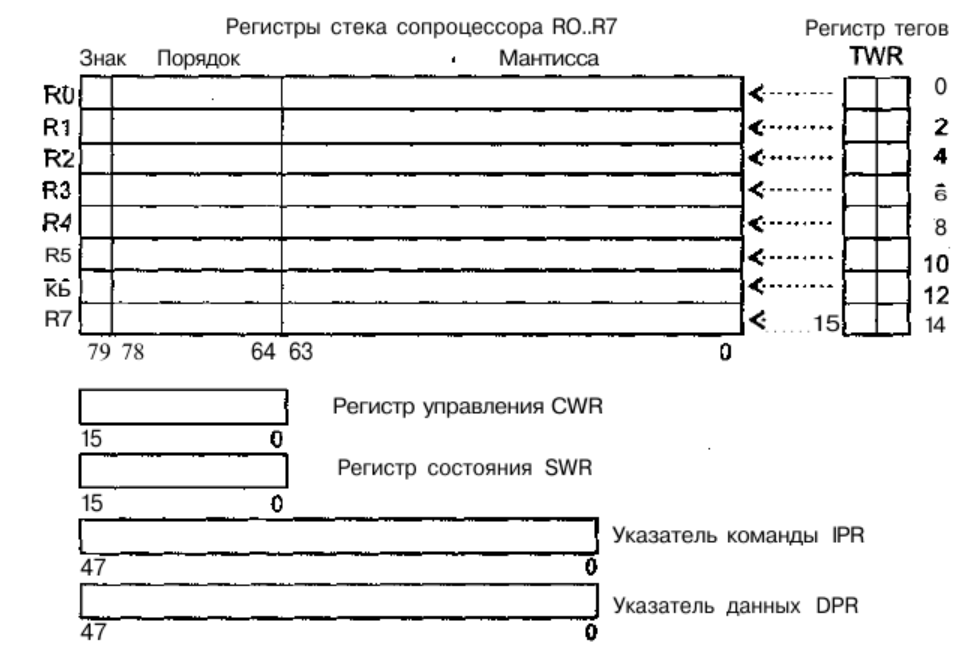 Регистры стека сопроцессора R0..R7 Регистр тегов
Знак Порядок Мантисса TWR
R0 0
R1 2
R2 4
R3 6
R4 8
R5 10
КБ 12
R7 15 14
79 78 64 63 0
Регистр управления CWR
15 0
Регистр состояния SWR
15 0
Указатель команды IPR
47 0
Указатель данных DPR
47 0